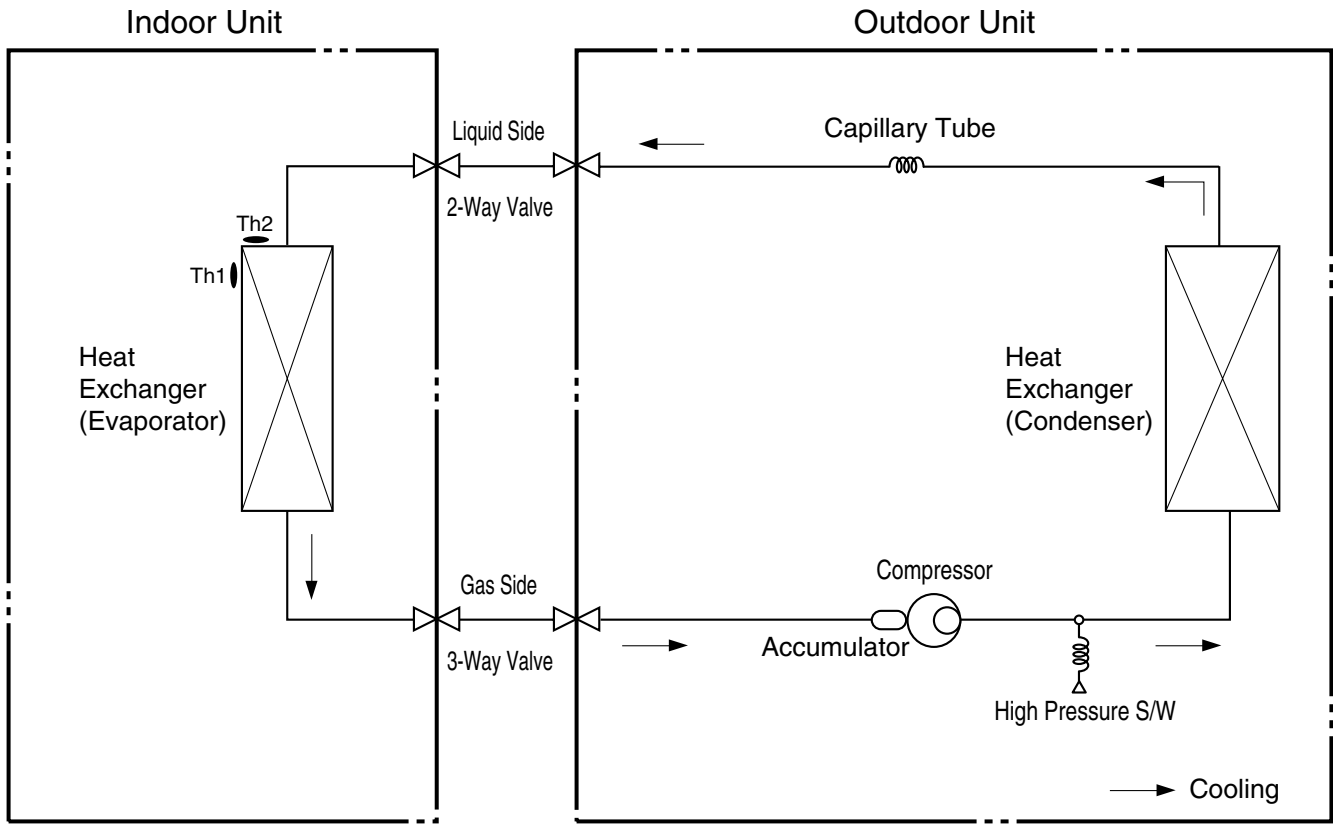 Indoor Unit
Outdoor Unit
Liquid Side
Capillary Tube
2-Way Valve
Th2
Th1
Heat
Exchanger
(Evaporator)
Heat
Exchanger
(Condenser)
Gas Side
Compressor
3-Way Valve
Accumulator
High Pressure S/W
Cooling